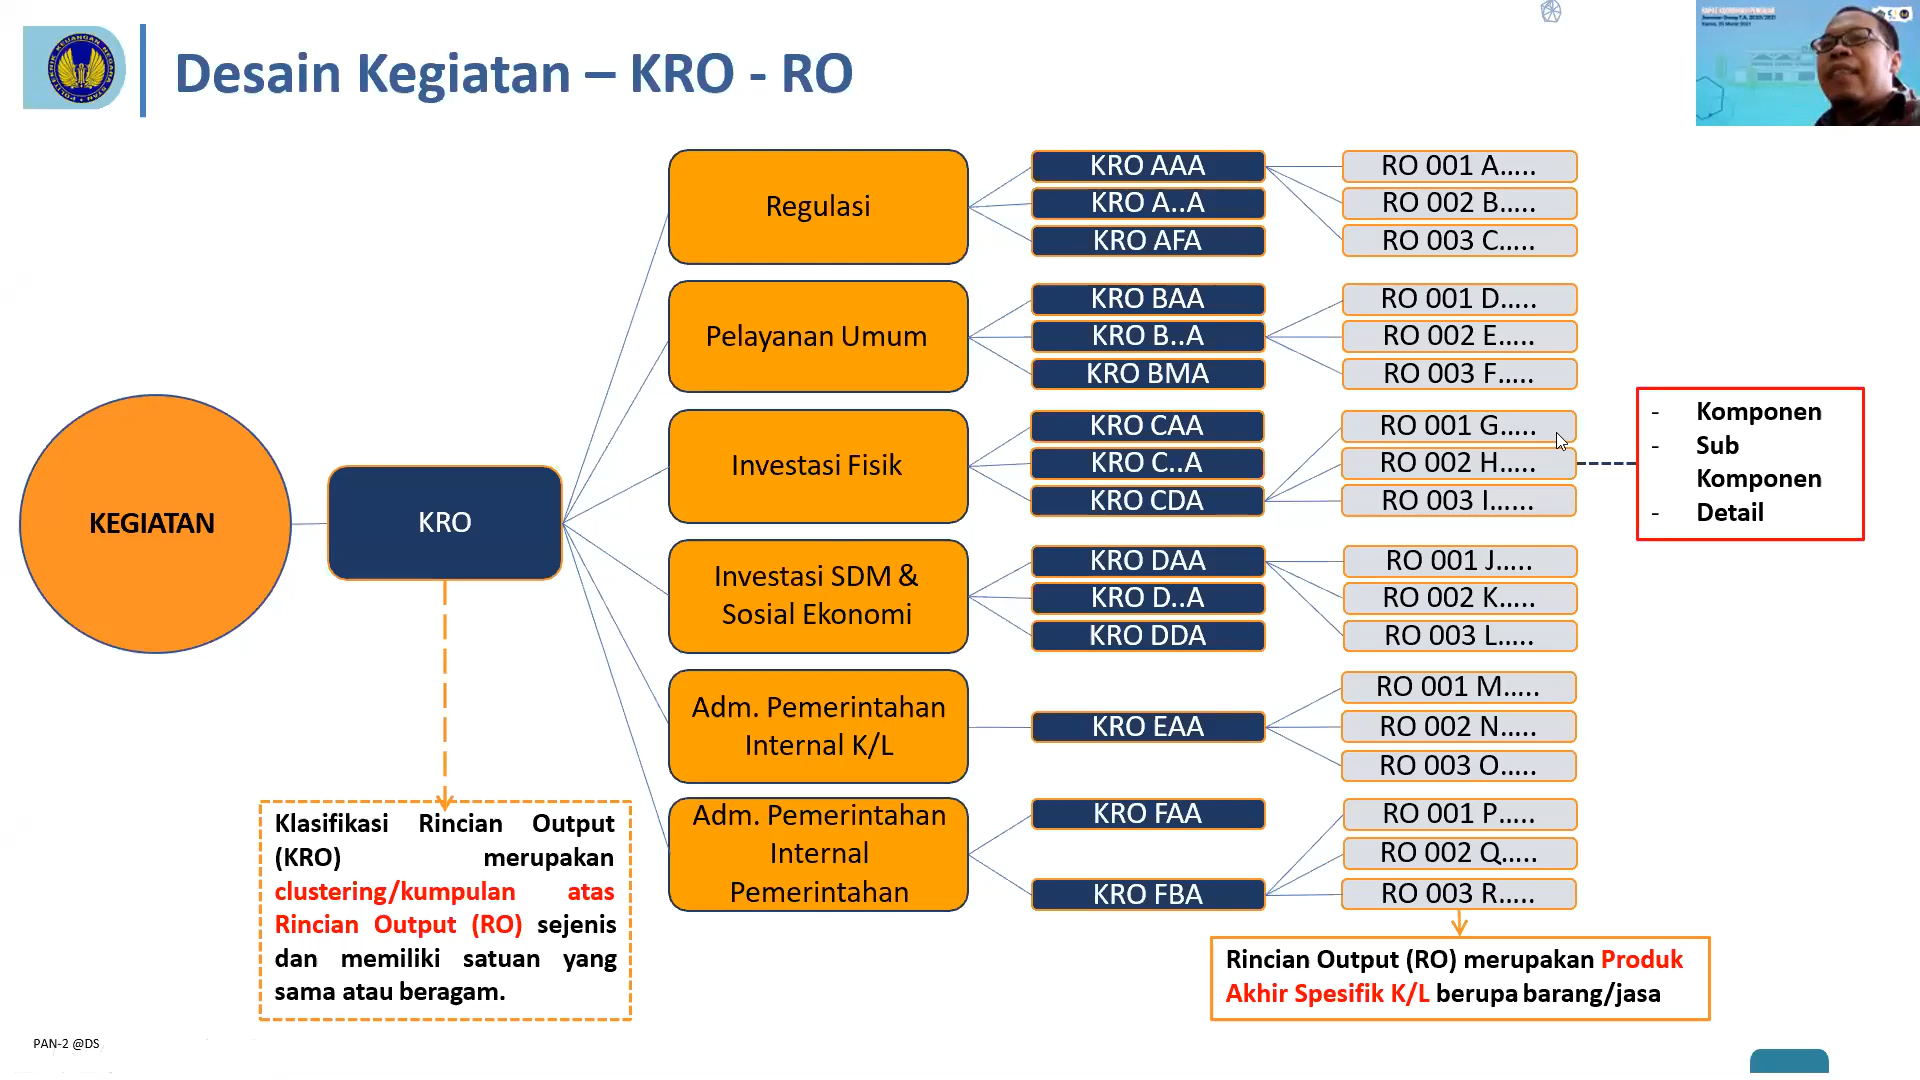 Desain Kegiatan – KRO - RO
POLITEKNIK KEUANGAN NEGARA
STAN
KEGIATAN
KRO
Klasifikasi Rincian Output
(KRO) merupakan
clustering/kumpulan atas
Rincian Output (RO) sejenis
dan memiliki satuan yang
sama atau beragam.
Regulasi
KRO AAA
KRO A..A
KRO AFA
RO 001 A.....
RO 002 B.....
RO 003 C.....
Pelayanan Umum
KRO BAA
KRO B..A
KRO BMA
RO 001 D.....
RO 002 E.....
RO 003 F.....
Investasi Fisik
KRO CAA
KRO C..A
KRO CDA
RO 001 G.....
RO 002 H.....
RO 003 I......
- Komponen
- Sub
Komponen
- Detail
Investasi SDM &
Sosial Ekonomi
KRO DAA
KRO D..A
KRO DDA
RO 001 J.....
RO 002 K.....
RO 003 L.....
Adm. Pemerintahan
Internal K/L
KRO EAA
RO 001 M.....
RO 002 N.....
RO 003 O.....
Adm. Pemerintahan
Internal
Pemerintahan
KRO FAA
KRO FBA
RO 001 P.....
RO 002 Q.....
RO 003 R.....
Rincian Output (RO) merupakan Produk
Akhir Spesifik K/L berupa barang/jasa
PAN-2 @DS